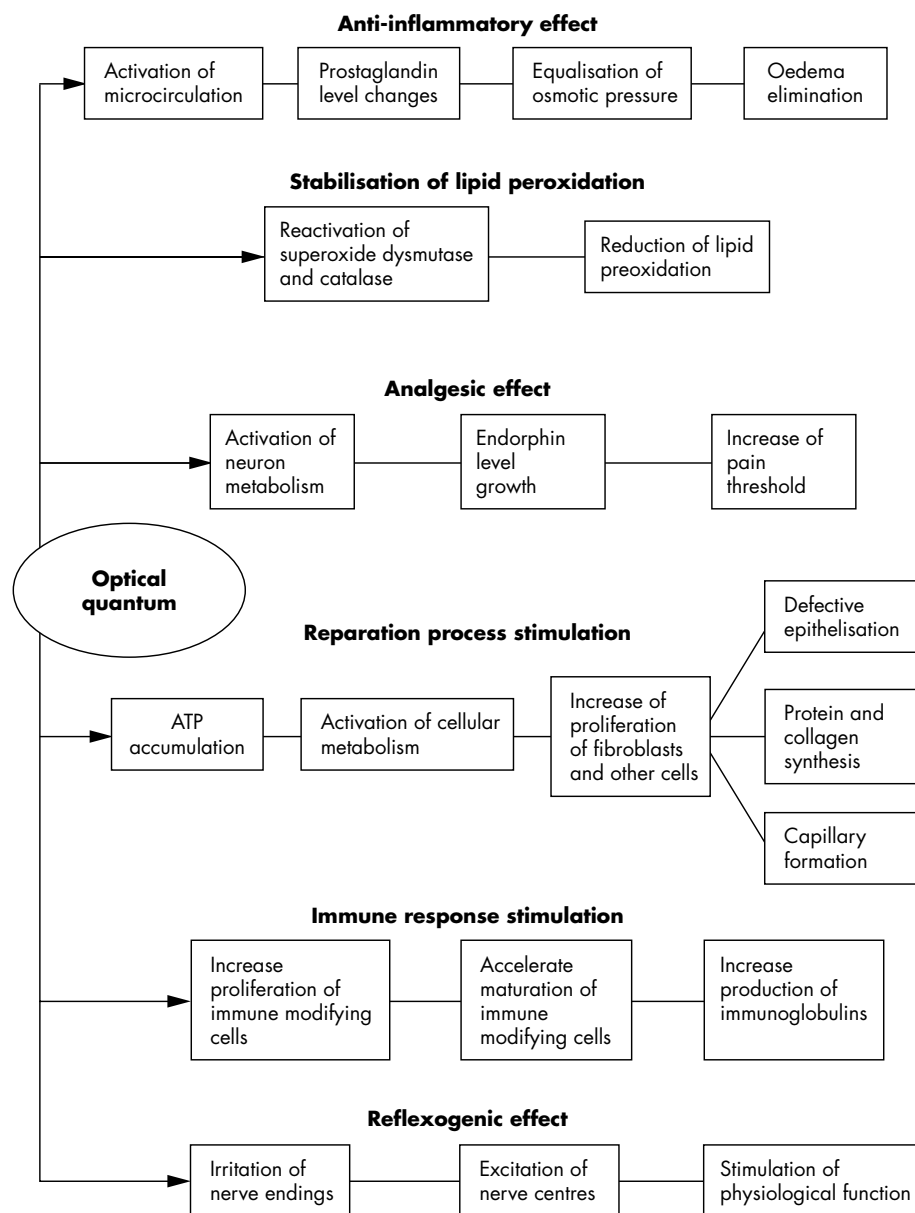 Anti-inflammatory effect
Activation of
microcirculation
Prostaglandin
level changes
Equalisation of
osmotic pressure
Oedema
elimination
Stabilisation of lipid peroxidation
Reactivation of
superoxide dysmutase
and catalase
Reduction of lipid
preoxidation
Analgesic effect
Activation of
neuron
metabolism
Endorphin
level
growth
Increase of
pain
threshold
Optical
quantum
Reparation process stimulation
ATP
accumulation
Activation of cellular
metabolism
Increase of
proliferation
of fibroblasts
and other cells
Defective
epithelisation
Protein and
collagen
synthesis
Capillary
formation
Immune response stimulation
Increase
proliferation of
immune modifying
cells
Accelerate
maturation of
immune
modifying cells
Increase
production of
immunoglobulins
Reflexogenic effect
Irritation of
nerve endings
Excitation of
nerve centres
Stimulation of
physiological function